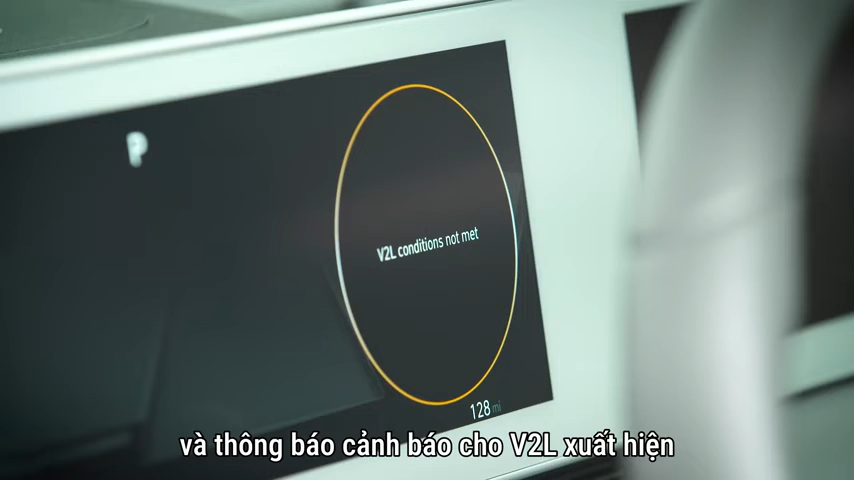 P
V2L conditions not met
128 mi
và thông báo cảnh báo cho V2L xuất hiện